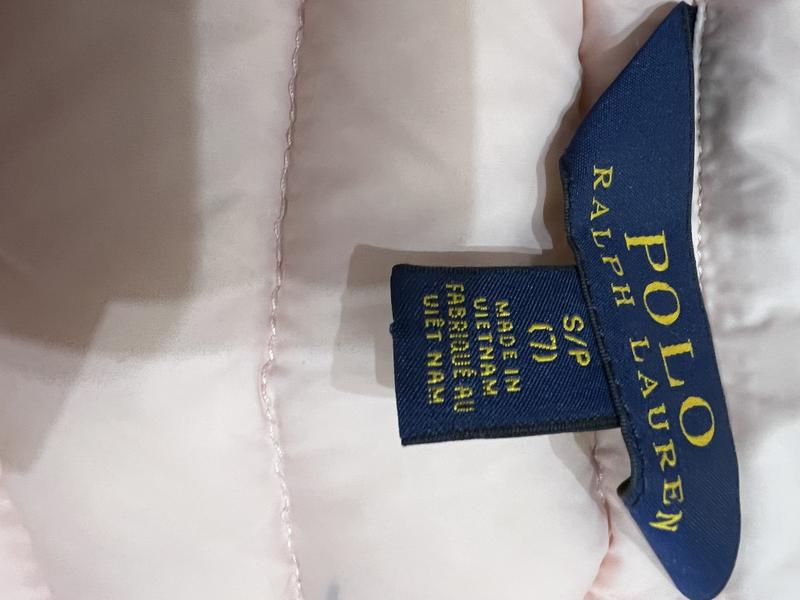 POLO
RALPH LAUREN
S/P
(7)
MADE IN
VIETNAM
FABRIQUÉ AU
VIÊT NAM